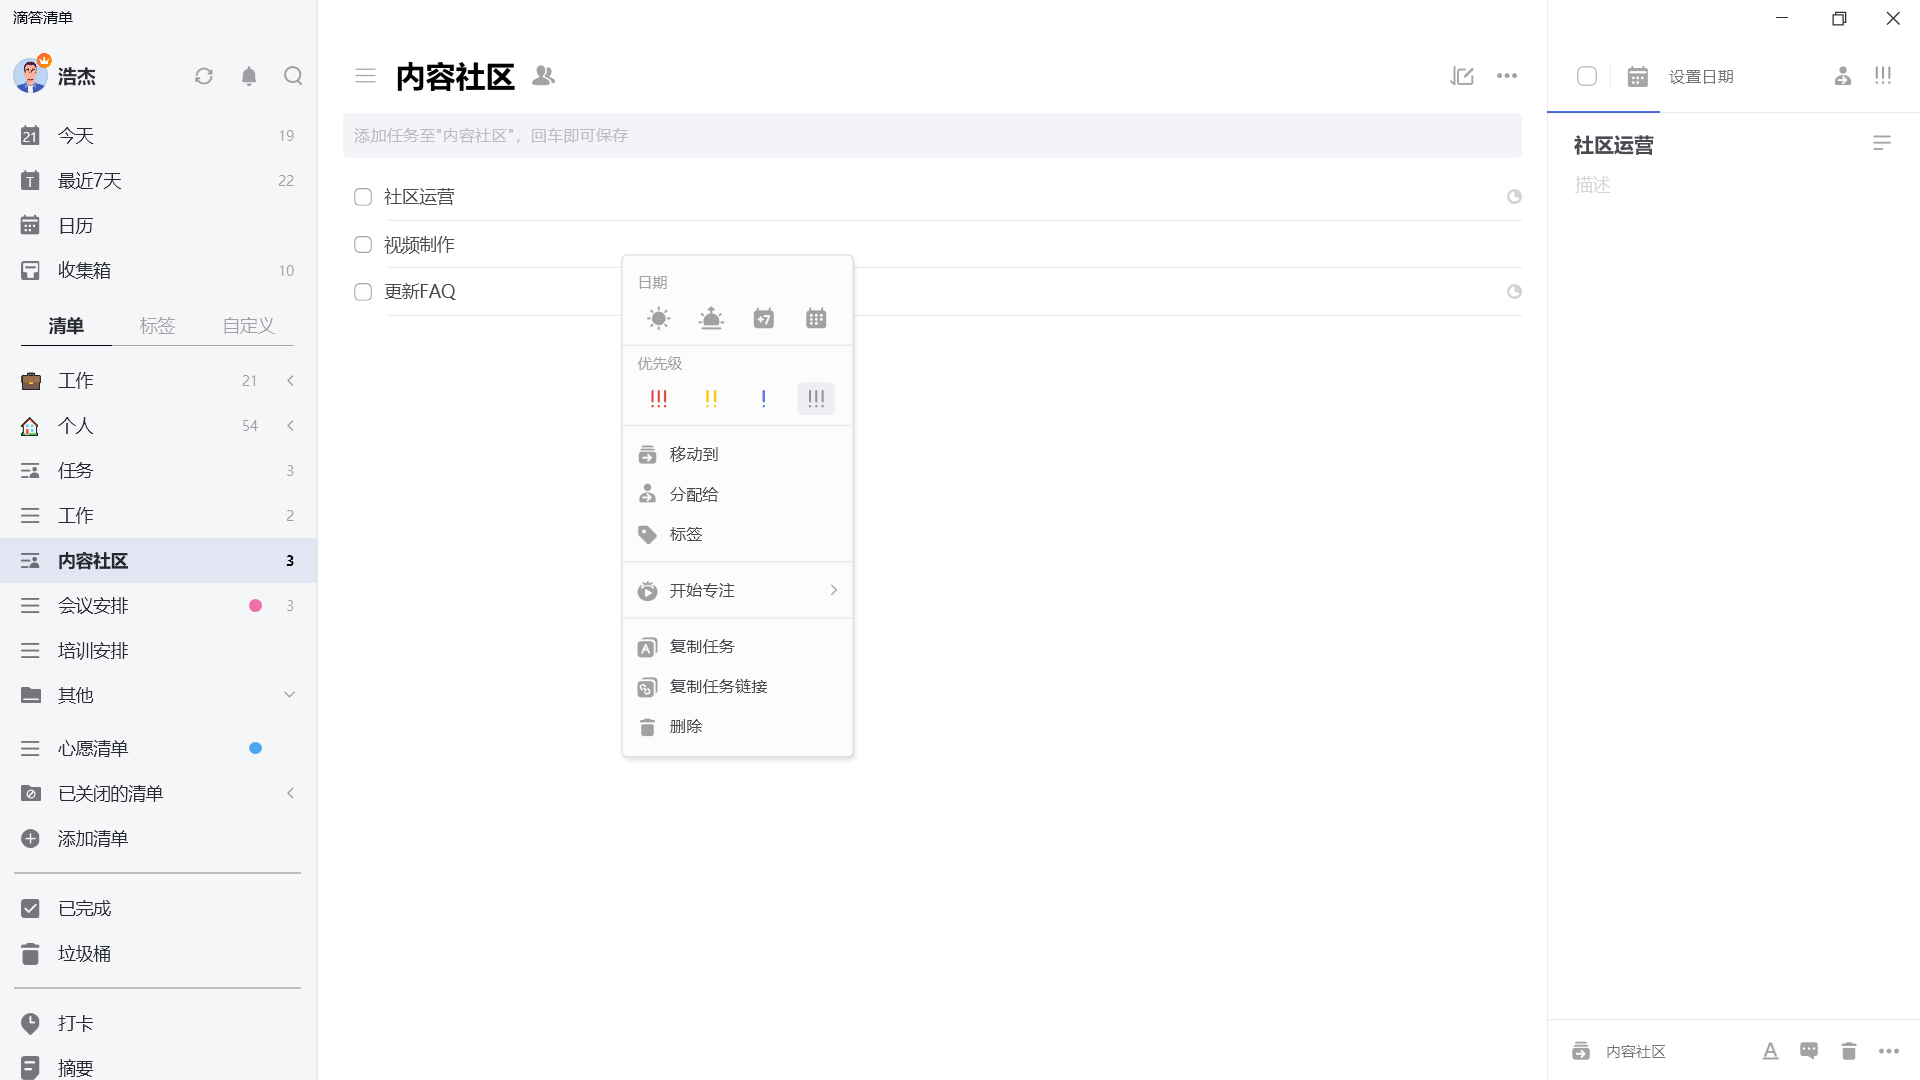 滴答清单
浩杰
21 今天 19
T 最近7天 22
日历
收集箱 10
清单 标签 自定义
工作 21
个人 54
任务 3
工作 2
内容社区 3
会议安排 3
培训安排
其他
心愿清单
已关闭的清单
添加清单
已完成
垃圾桶
打卡
摘要
内容社区
添加任务至"内容社区"，回车即可保存
社区运营
视频制作
更新FAQ
日期
+7
优先级
!!! !! ! !!!
移动到
分配给
标签
开始专注
A 复制任务
复制任务链接
删除
设置日期 !!!
社区运营
描述
内容社区 A